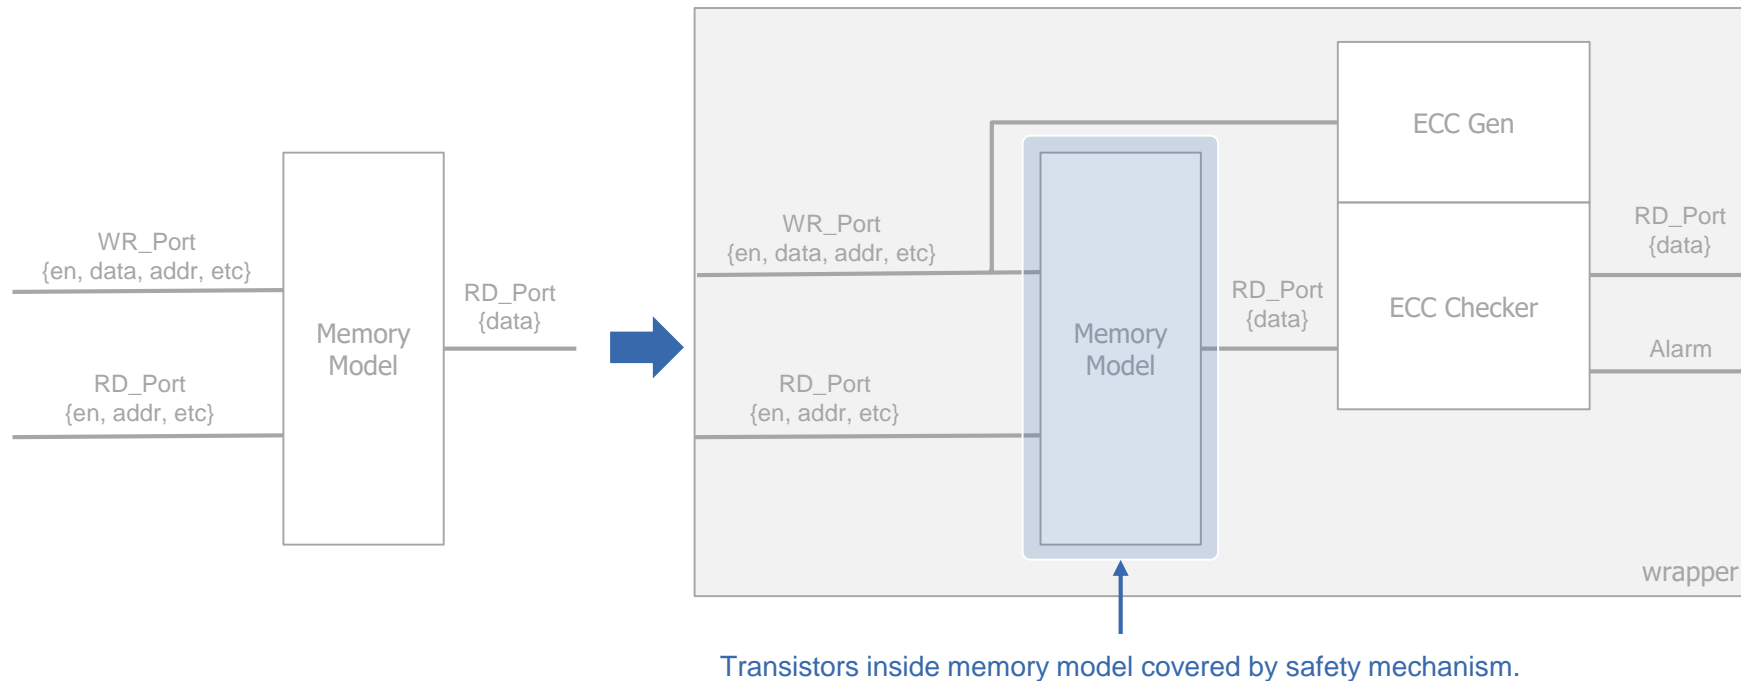 WR_Port
{en, data, addr, etc}
RD_Port
{en, addr, etc}
Memory
Model
RD_Port
{data}
WR_Port
{en, data, addr, etc}
RD_Port
{en, addr, etc}
Memory
Model
RD_Port
{data}
ECC Gen
ECC Checker
RD_Port
{data}
Alarm
wrapper
Transistors inside memory model covered by safety mechanism.